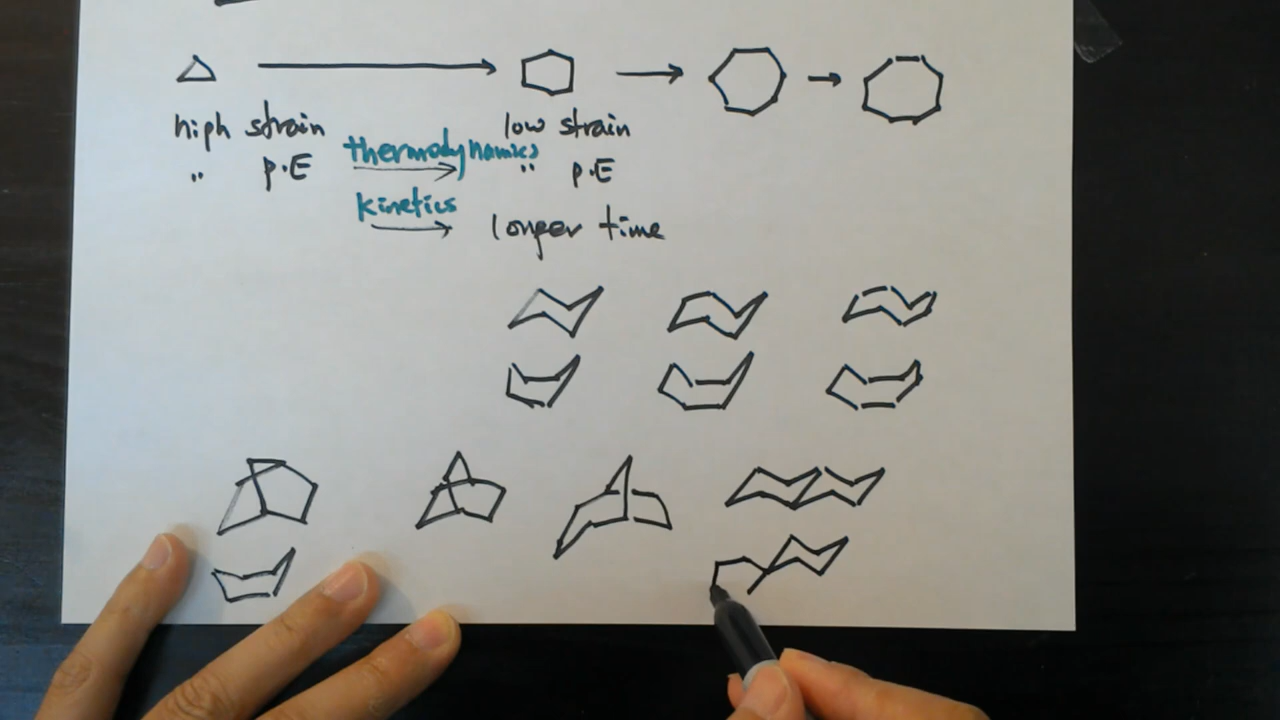 high strain
low strain
thermodynamics
" P.E
" P.E
kinetics
longer time